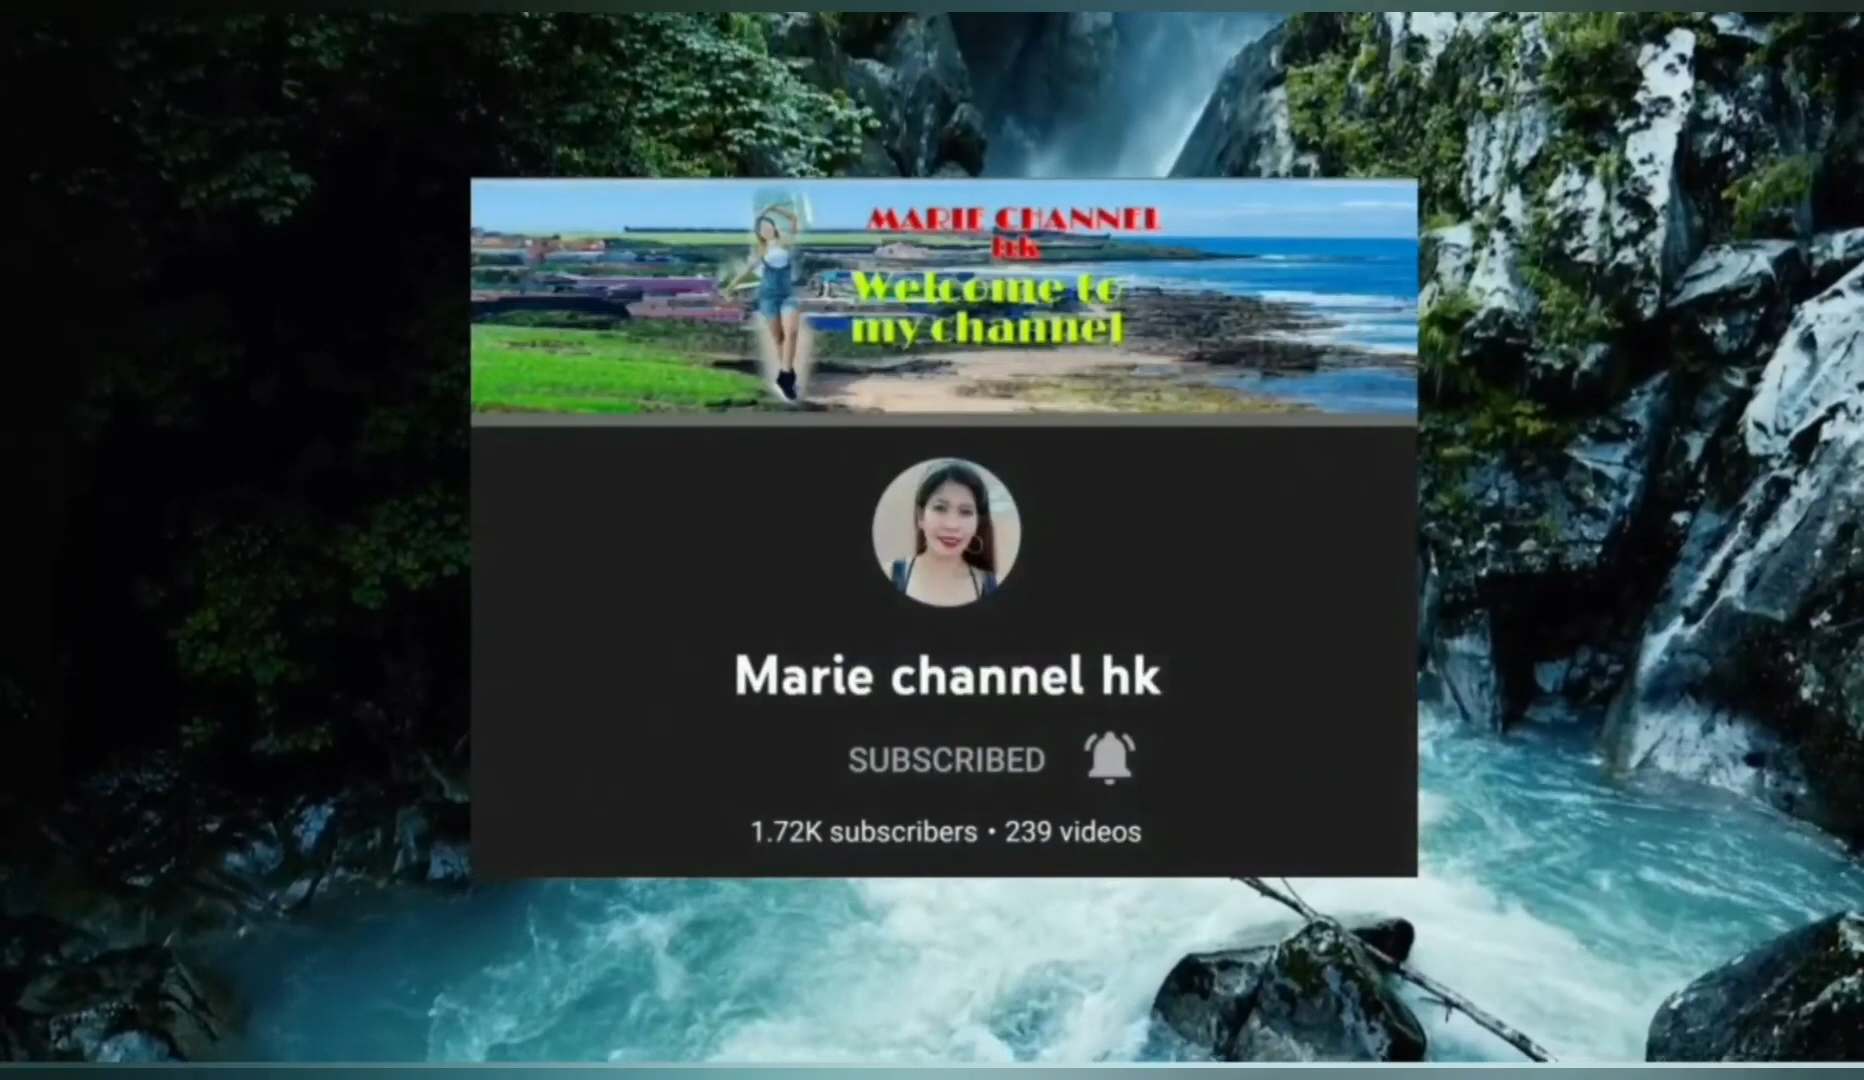 MARIE CHANNEL
hk
Welcome to
my channel
Marie channel hk
SUBSCRIBED
1.72K subscribers • 239 videos